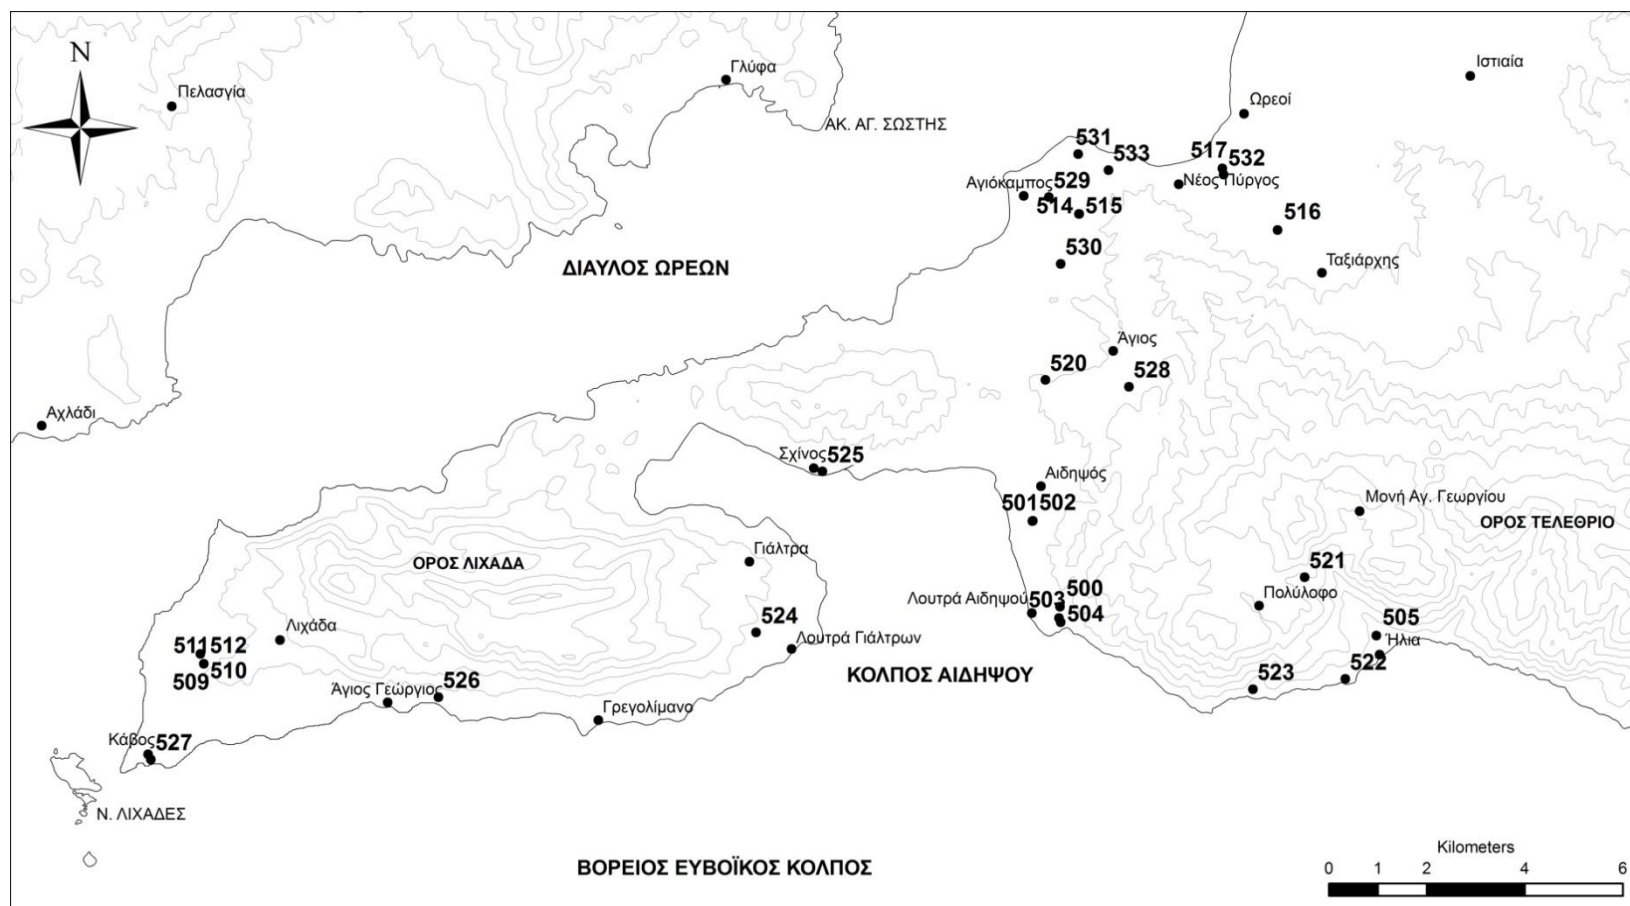 N
Πελασγία
Γλύφα
ΑΚ. ΑΓ. ΣΩΣΤΗΣ
Ιστιαία
Ωρεοί
531
533
517
532
Νέος Πύργος
Αγιόκαμπος
529
514
515
516
530
Ταξιάρχης
ΔΙΑΥΛΟΣ ΩΡΕΩΝ
Άγιος
520
528
Αχλάδι
Σχίνος
525
Αιδηψός
501
502
Μονή Αγ. Γεωργίου
ΟΡΟΣ ΤΕΛΕΘΡΙΟ
ΟΡΟΣ ΛΙΧΑΔΑ
Γιάλτρα
521
Πολύλοφο
Λουτρά Αιδηψού
503
500
504
505
Ήλια
Λιχάδα
511
512
509
510
524
Λουτρά Γιάλτρων
ΚΟΛΠΟΣ ΑΙΔΗΨΟΥ
522
523
Άγιος Γεώργιος
526
Γρεγολίμανο
Κάβος
527
Ν. ΛΙΧΑΔΕΣ
ΒΟΡΕΙΟΣ ΕΥΒΟΪΚΟΣ ΚΟΛΠΟΣ
Kilometers
0 1 2 4 6